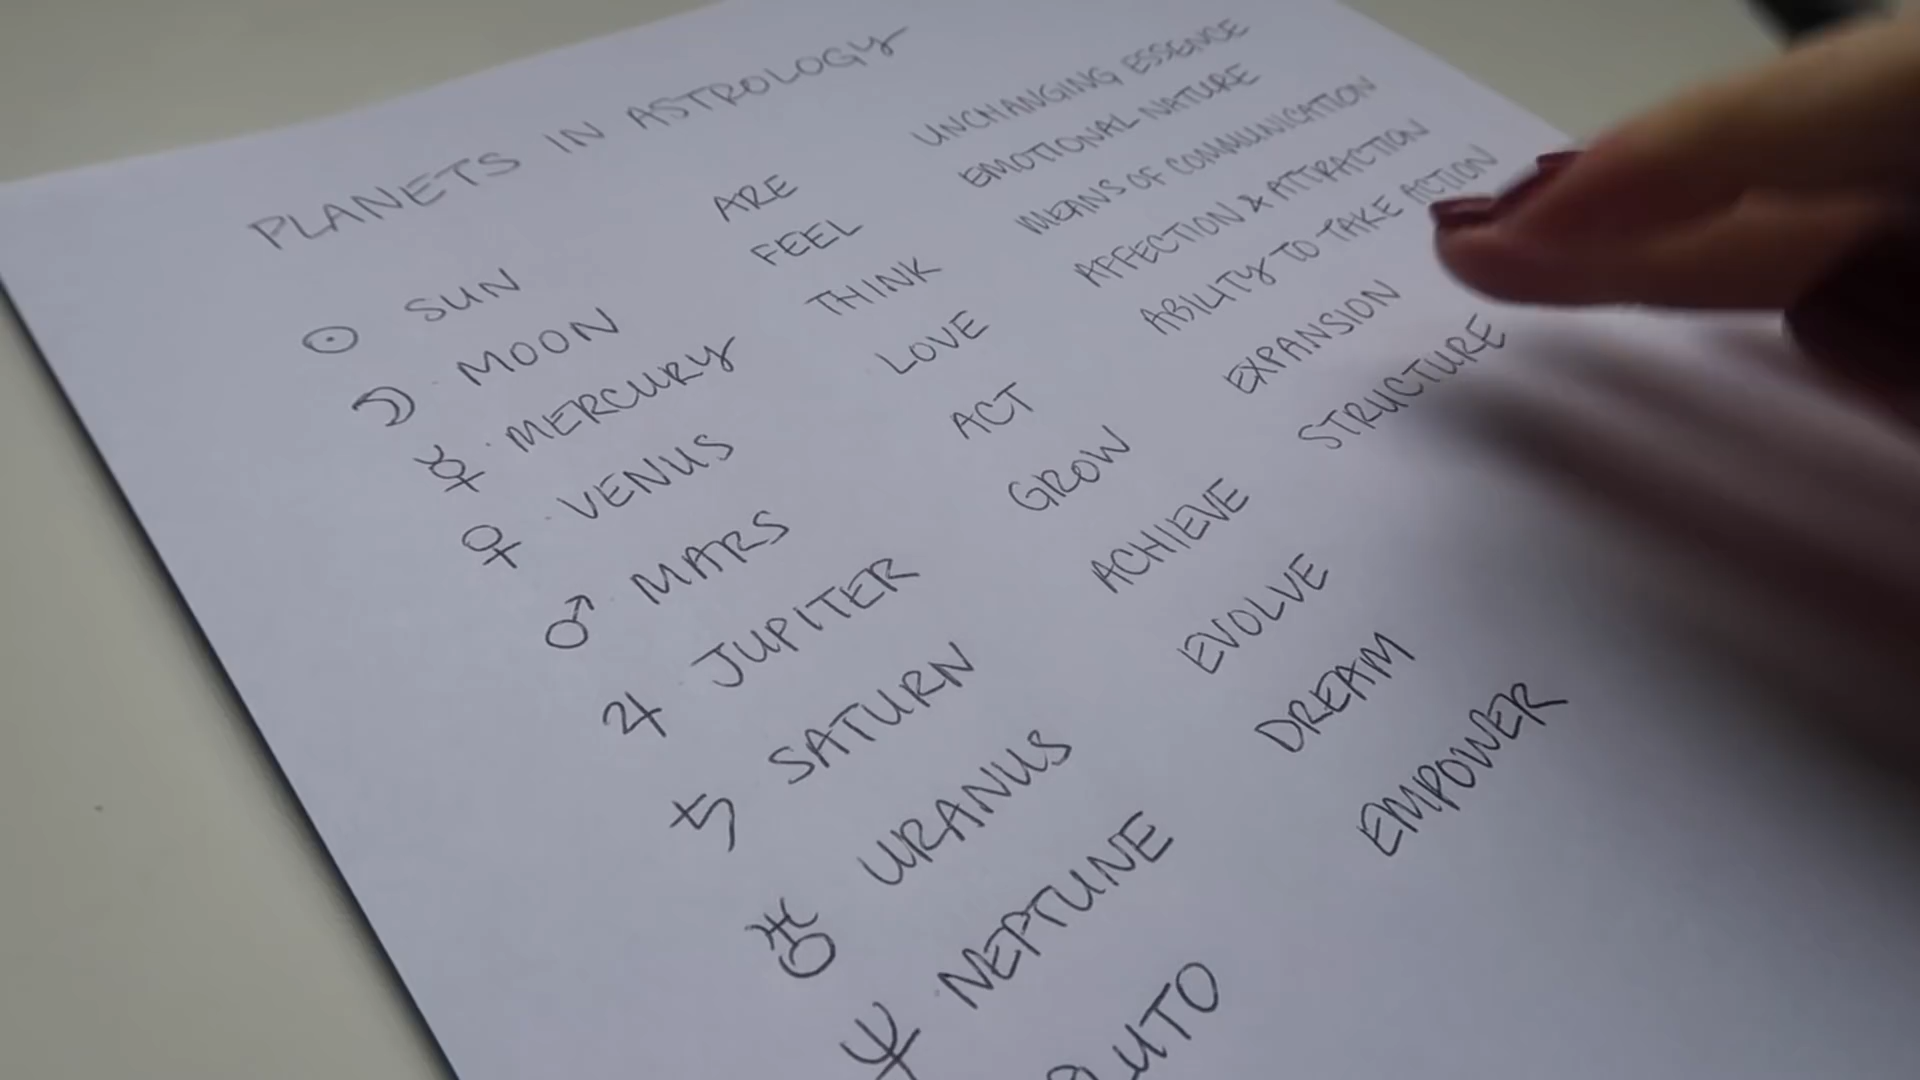 PLANETS IN ASTROLOGY
☉ SUN ARE UNCHANGING ESSENCE
☽ MOON FEEL EMOTIONAL NATURE
☿ MERCURY THINK MEANS OF COMMUNICATION
♀ VENUS LOVE AFFECTION & ATTRACTION
♂ MARS ACT ABILITY TO TAKE ACTION
♃ JUPITER GROW EXPANSION
♄ SATURN ACHIEVE STRUCTURE
♅ URANUS EVOLVE
♆ NEPTUNE DREAM
PLUTO EMPOWER